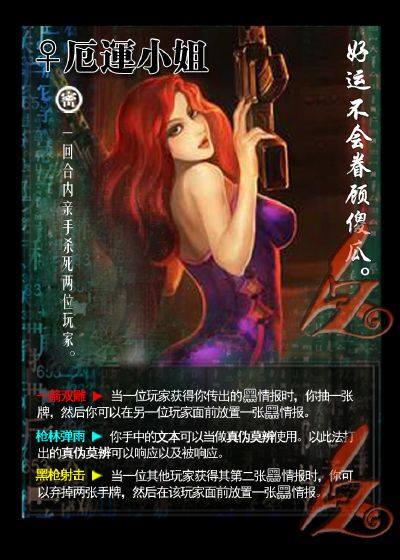 ♀厄運小姐
密
一回合内亲手杀死两位玩家。
好运不会眷顾傻瓜。
一箭双雕 ▶ 当一位玩家获得你传出的黑情报时，你抽一张
牌，然后你可以在另一位玩家面前放置一张黑情报。
枪林弹雨 ▶ 你手中的文本可以当做真伪莫辨使用。以此法打
出的真伪莫辨可以响应以及被响应。
黑枪射击 ▶ 当一位其他玩家获得其第二张黑情报时，你可
以弃掉两张手牌，然后在该玩家面前放置一张黑情报。